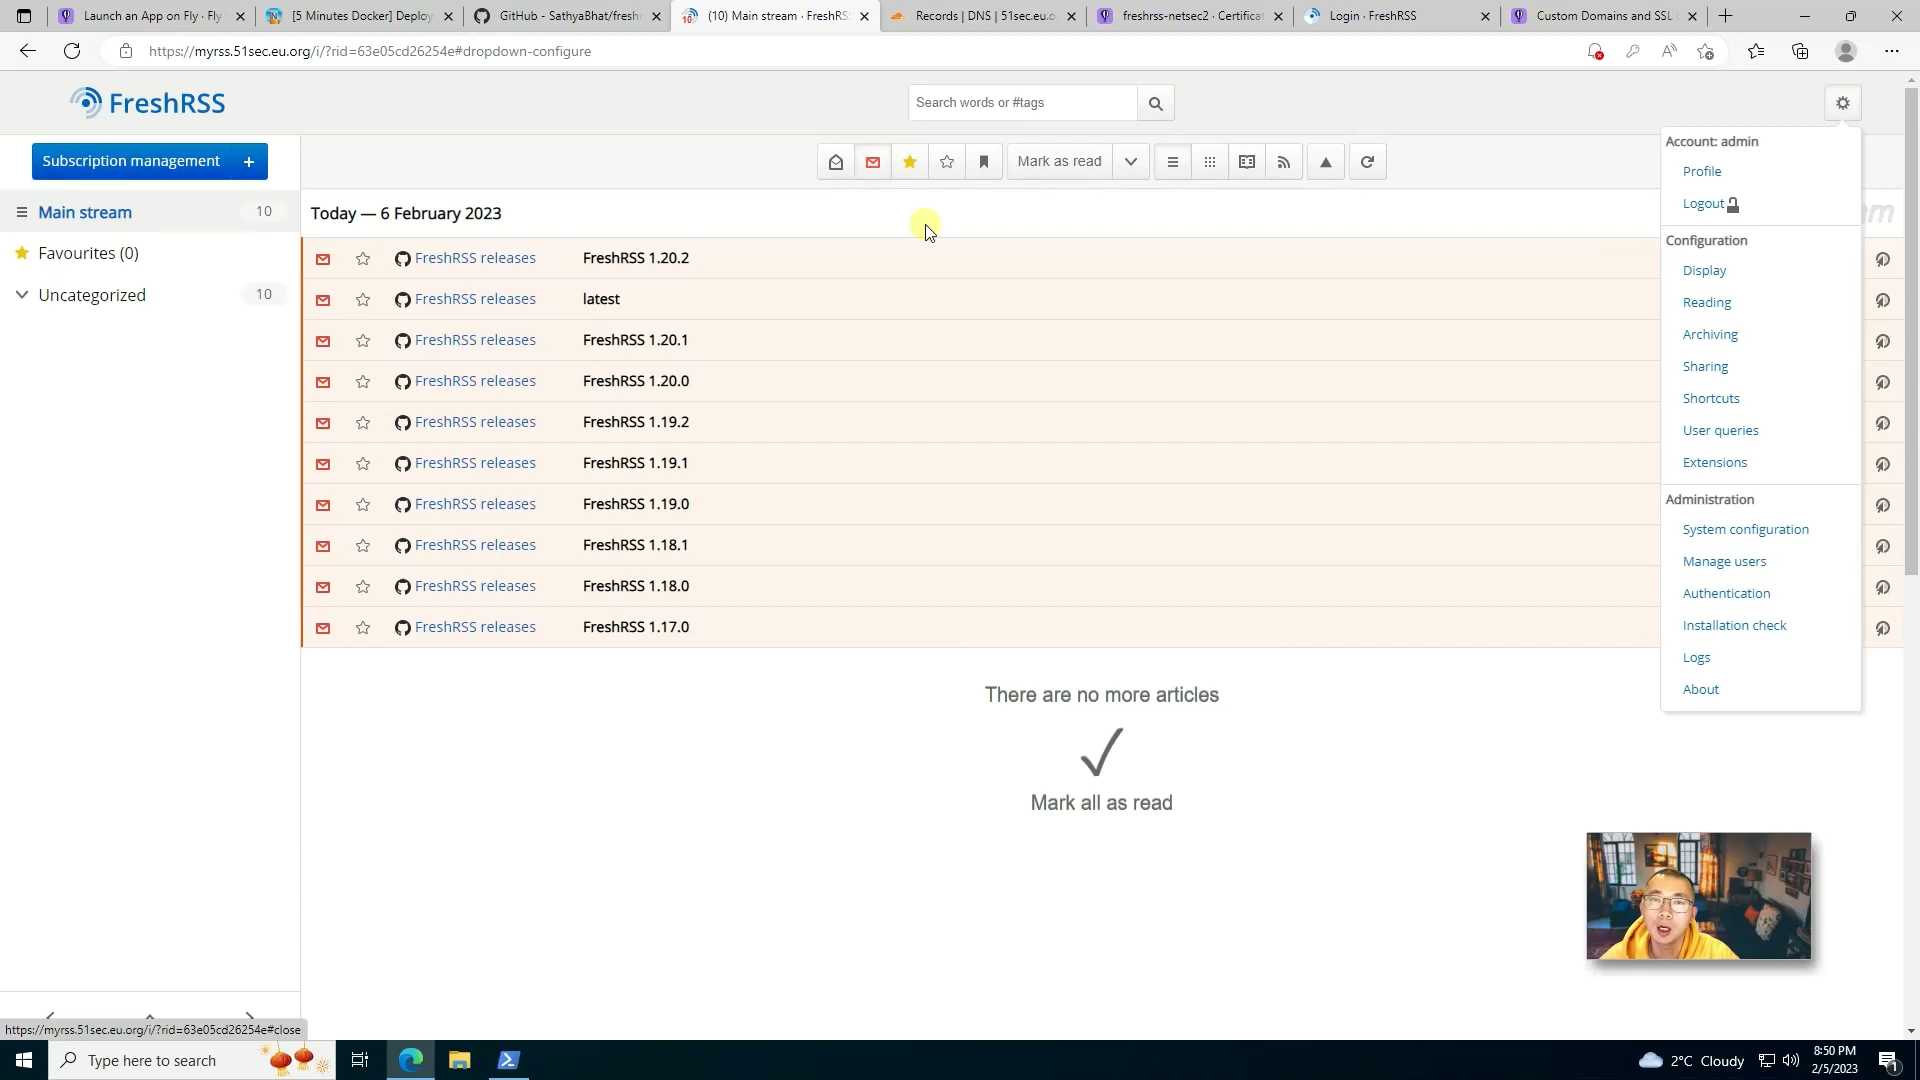 Launch an App on Fly · Fly
[5 Minutes Docker] Deploy
GitHub - SathyaBhat/freshr
(10) Main stream · FreshRS
Records | DNS | 51sec.eu.o
freshrss-netsec2 · Certificat
Login · FreshRSS
Custom Domains and SSL
https://myrss.51sec.eu.org/i/?rid=63e05cd26254e#dropdown-configure
FreshRSS
Search words or #tags
Subscription management +
Mark as read
Main stream 10
Favourites (0)
Uncategorized 10
Today — 6 February 2023
FreshRSS releases FreshRSS 1.20.2
FreshRSS releases latest
FreshRSS releases FreshRSS 1.20.1
FreshRSS releases FreshRSS 1.20.0
FreshRSS releases FreshRSS 1.19.2
FreshRSS releases FreshRSS 1.19.1
FreshRSS releases FreshRSS 1.19.0
FreshRSS releases FreshRSS 1.18.1
FreshRSS releases FreshRSS 1.18.0
FreshRSS releases FreshRSS 1.17.0
There are no more articles
Mark all as read
Account: admin
Profile
Logout
Configuration
Display
Reading
Archiving
Sharing
Shortcuts
User queries
Extensions
Administration
System configuration
Manage users
Authentication
Installation check
Logs
About
https://myrss.51sec.eu.org/i/?rid=63e05cd26254e#close
Type here to search
2°C Cloudy
8:50 PM
2/5/2023
1